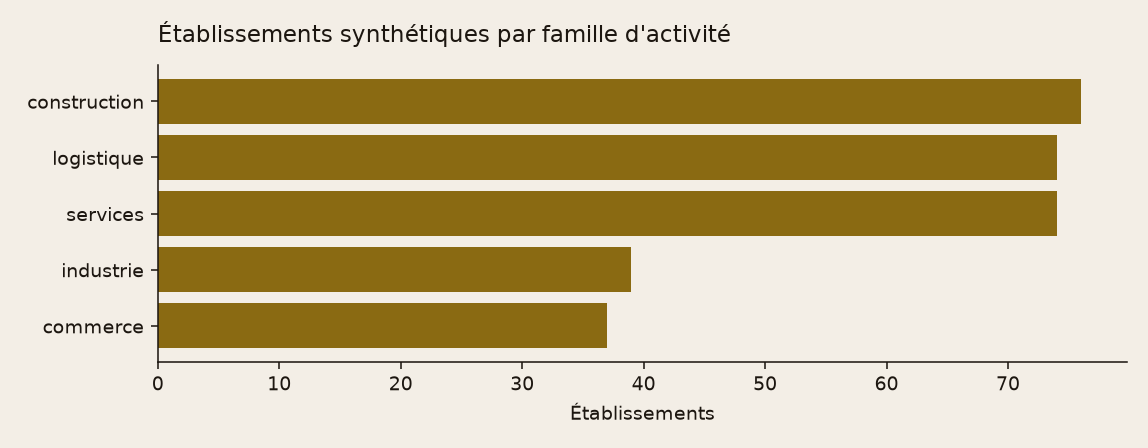 Établissements synthétiques par famille d'activité
construction
logistique
services
industrie
commerce
0 10 20 30 40 50 60 70
Établissements